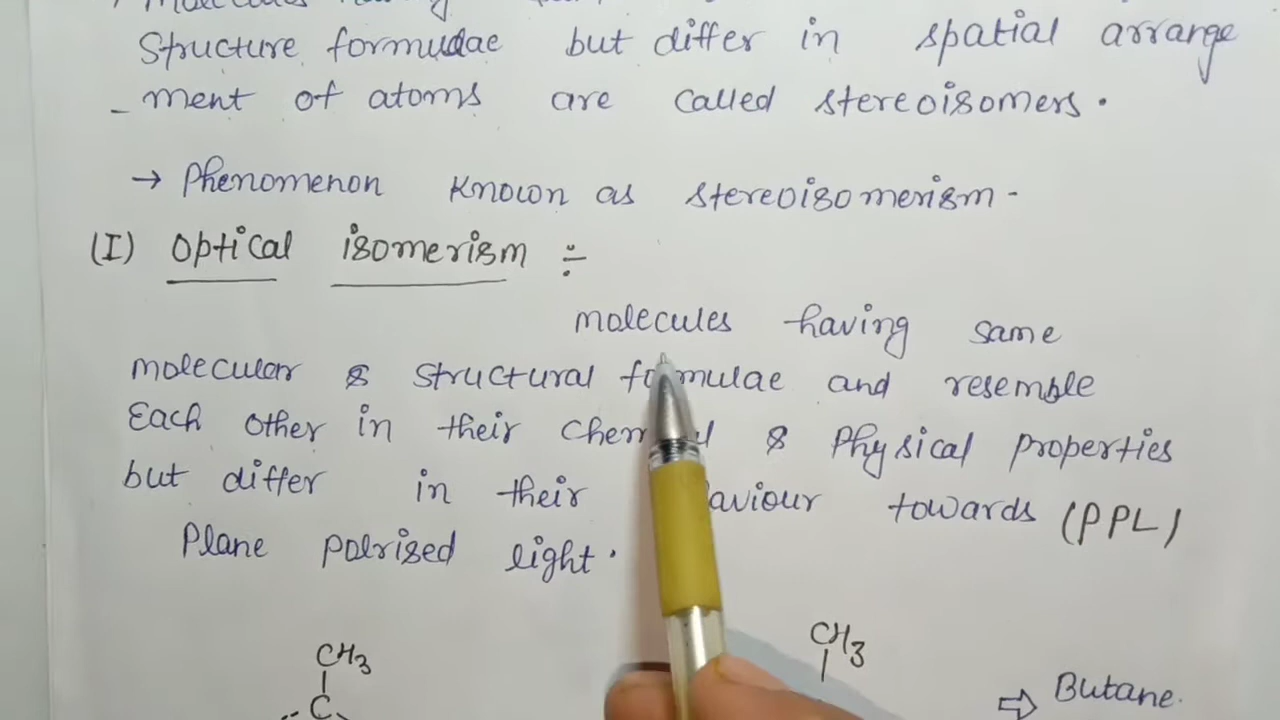 Structure formudae but differ in spatial arrange
- ment of atoms are called stereoisomers.
→ Phenomenon known as stereoisomerism -
(I) optical isomerism ÷
molecules having same
molecular & structural formulae and resemble
Each other in their & Physical properties
but differ in their towards (PPL)
Plane polrised light.
CH3
CH3
C
⇒ Butane.